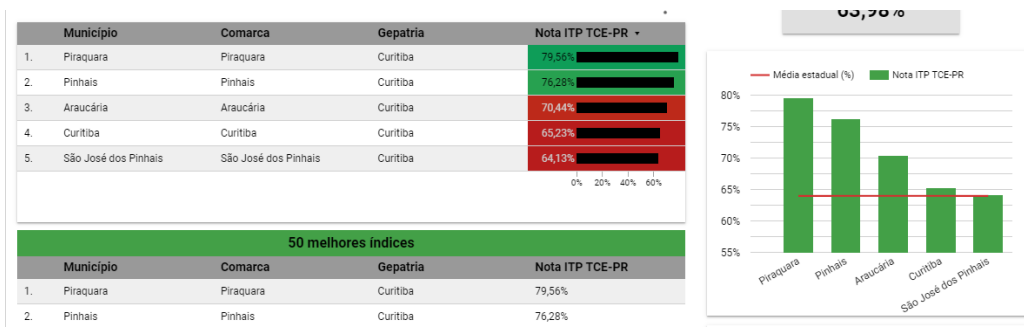 Município Comarca Gepatria Nota ITP TCE-PR
1. Piraquara Piraquara Curitiba 79,56%
2. Pinhais Pinhais Curitiba 76,28%
3. Araucária Araucária Curitiba 70,44%
4. Curitiba Curitiba Curitiba 65,23%
5. São José dos Pinhais São José dos Pinhais Curitiba 64,13%
0% 20% 40% 60%
50 melhores índices
Município Comarca Gepatria Nota ITP TCE-PR
1. Piraquara Piraquara Curitiba 79,56%
2. Pinhais Pinhais Curitiba 76,28%
63,98%
Média estadual (%) Nota ITP TCE-PR
80%
75%
70%
65%
60%
55%
Piraquara Pinhais Araucária Curitiba São José dos Pinhais